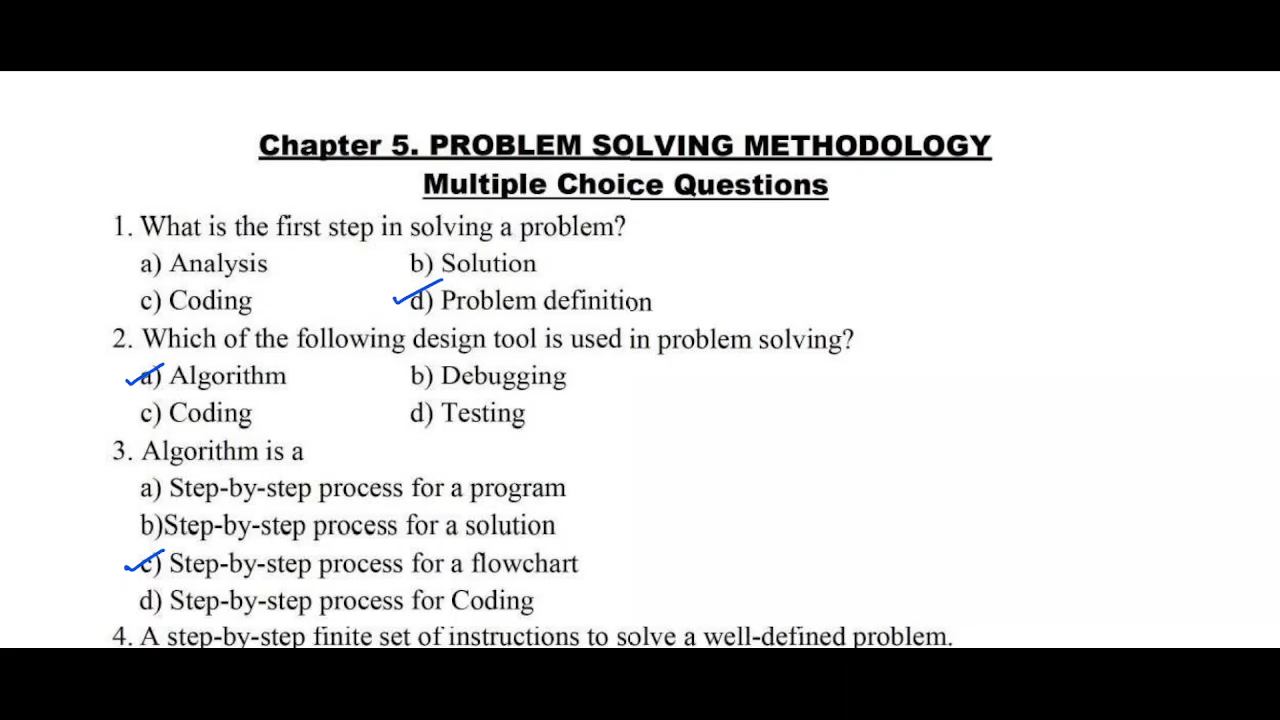 Chapter 5. PROBLEM SOLVING METHODOLOGY
Multiple Choice Questions
1. What is the first step in solving a problem?
a) Analysis b) Solution
c) Coding d) Problem definition
2. Which of the following design tool is used in problem solving?
a) Algorithm b) Debugging
c) Coding d) Testing
3. Algorithm is a
a) Step-by-step process for a program
b)Step-by-step process for a solution
c) Step-by-step process for a flowchart
d) Step-by-step process for Coding
4. A step-by-step finite set of instructions to solve a well-defined problem.